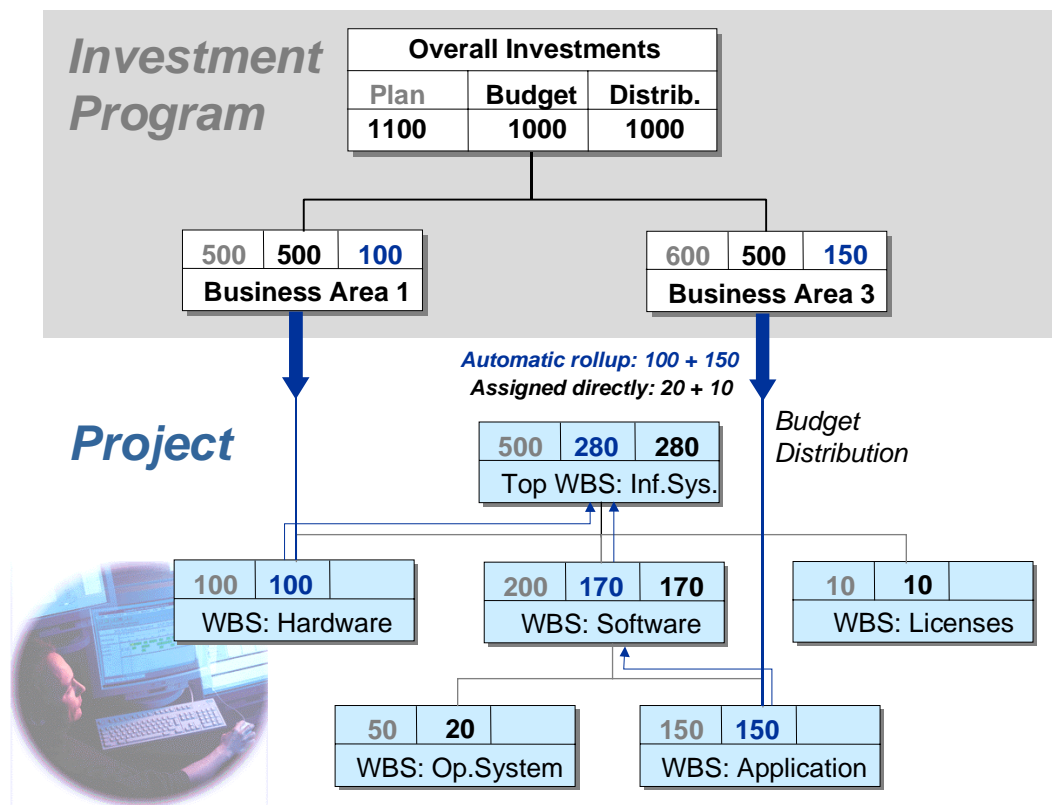 Investment
Program
Overall Investments
Plan Budget Distrib.
1100 1000 1000
500 500 100
Business Area 1
600 500 150
Business Area 3
Automatic rollup: 100 + 150
Assigned directly: 20 + 10
Budget
Distribution
Project
500 280 280
Top WBS: Inf.Sys.
100 100
WBS: Hardware
200 170 170
WBS: Software
10 10
WBS: Licenses
50 20
WBS: Op.System
150 150
WBS: Application